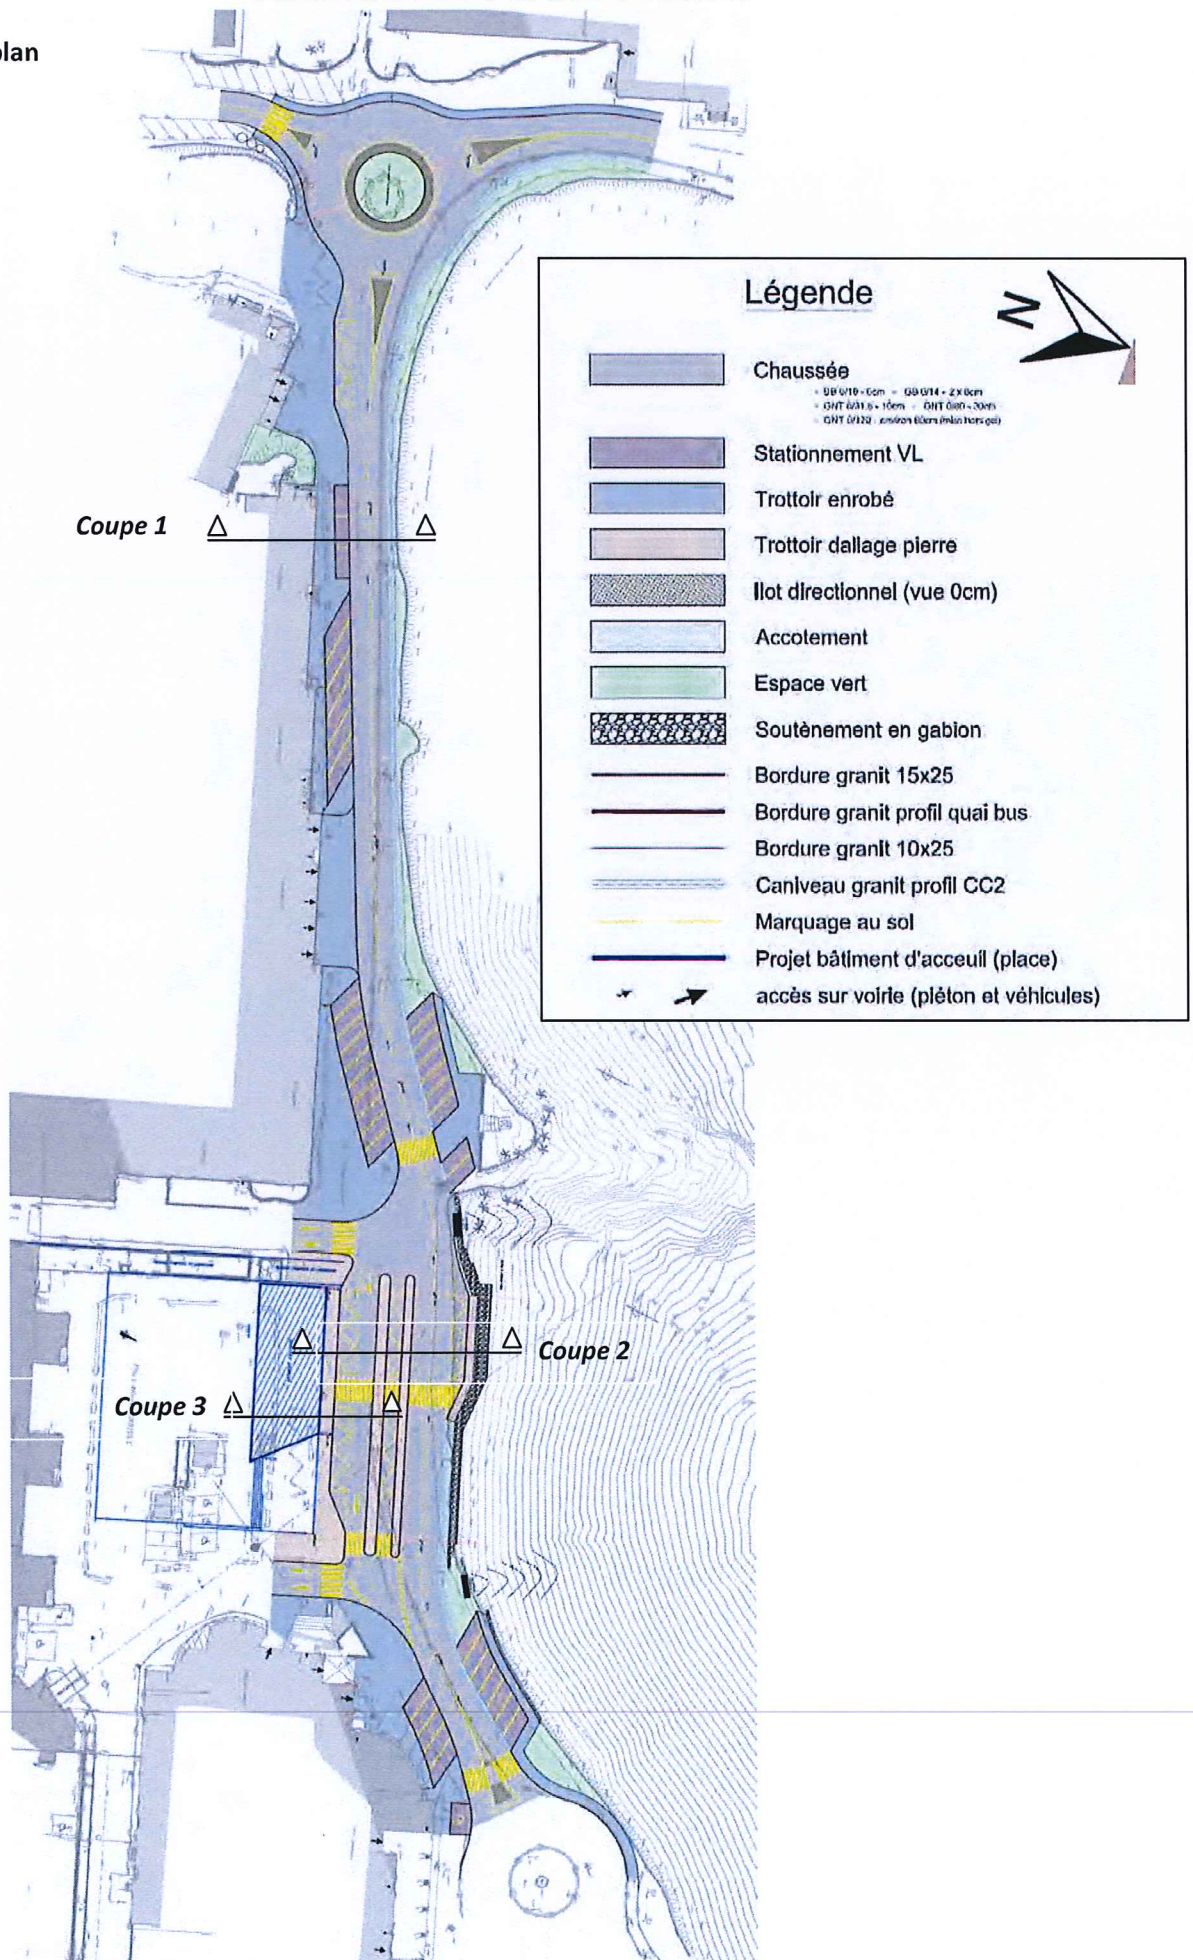 plan
Légende
N
Chaussée
Stationnement VL
Trottoir enrobé
Trottoir dallage pierre
Ilot directionnel (vue 0cm)
Accotement
Espace vert
Soutènement en gabion
Bordure granit 15x25
Bordure granit profil quai bus
Bordure granit 10x25
Caniveau granit profil CC2
Marquage au sol
Projet bâtiment d'acceuil (place)
accès sur voirie (piéton et véhicules)
Coupe 1
Coupe 2
Coupe 3